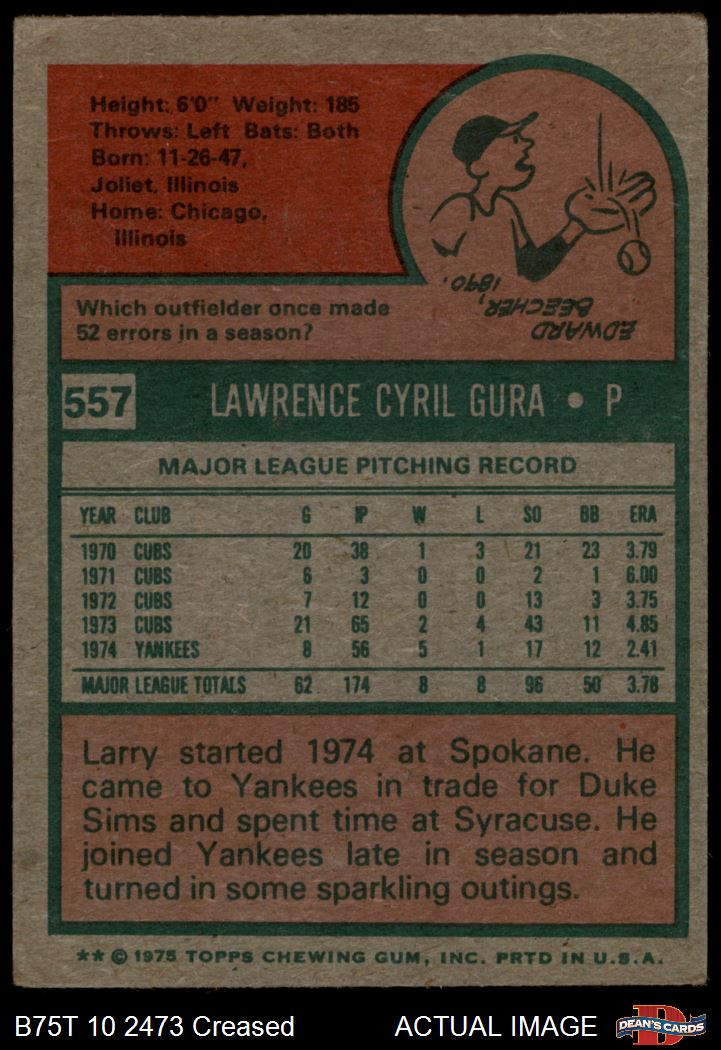 Height: 6'0" Weight: 185
Throws: Left Bats: Both
Born: 11-26-47,
Joliet, Illinois
Home: Chicago,
Illinois
Which outfielder once made
52 errors in a season?
EDWARD
BEECHER,
1890.
557 LAWRENCE CYRIL GURA • P
MAJOR LEAGUE PITCHING RECORD
YEAR CLUB G IP W L SO BB ERA
1970 CUBS 20 38 1 3 21 23 3.79
1971 CUBS 6 3 0 0 2 1 6.00
1972 CUBS 7 12 0 0 13 3 3.75
1973 CUBS 21 65 2 4 43 11 4.85
1974 YANKEES 8 56 5 1 17 12 2.41
MAJOR LEAGUE TOTALS 62 174 8 8 96 50 3.78
Larry started 1974 at Spokane. He
came to Yankees in trade for Duke
Sims and spent time at Syracuse. He
joined Yankees late in season and
turned in some sparkling outings.
** © 1975 TOPPS CHEWING GUM, INC. PRTD IN U.S.A.
B75T 10 2473 Creased ACTUAL IMAGE
DEAN'S CARDS